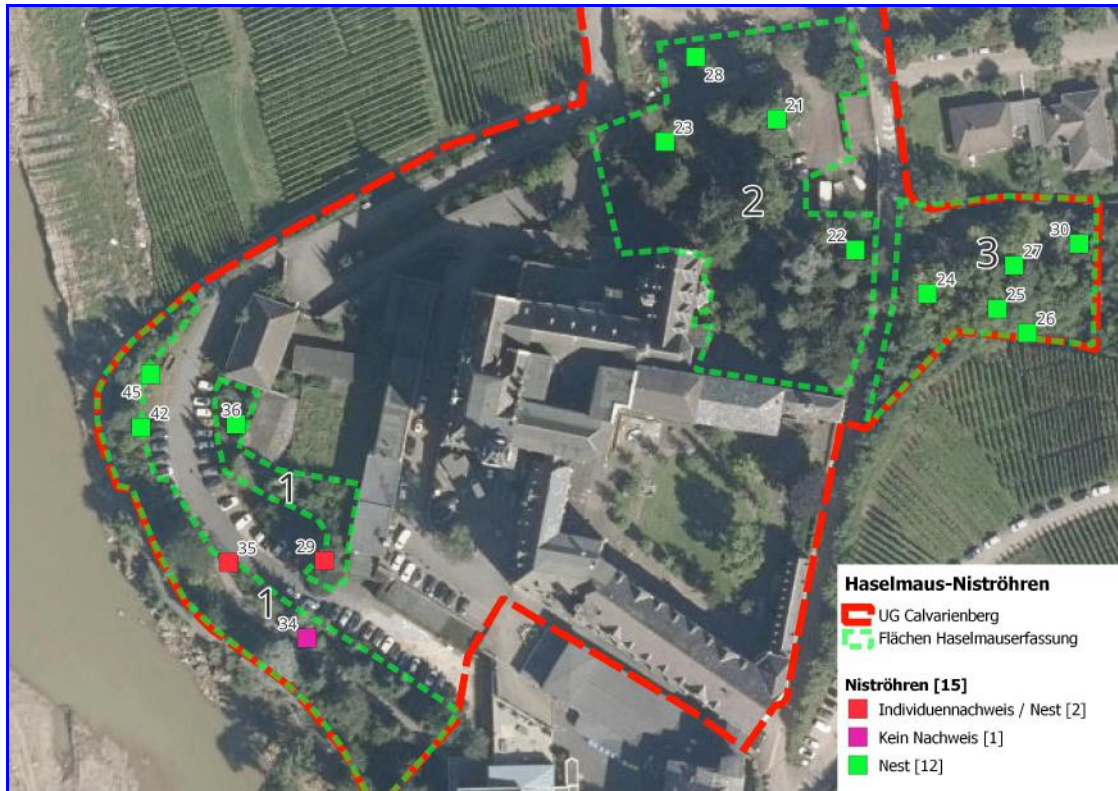 28
21
23
2
22
30
3
27
24
25
26
45
42
36
1
35
29
1
34
Haselmaus-Niströhren
UG Calvarienberg
Flächen Haselmauserfassung
Niströhren [15]
Individuennachweis / Nest [2]
Kein Nachweis [1]
Nest [12]